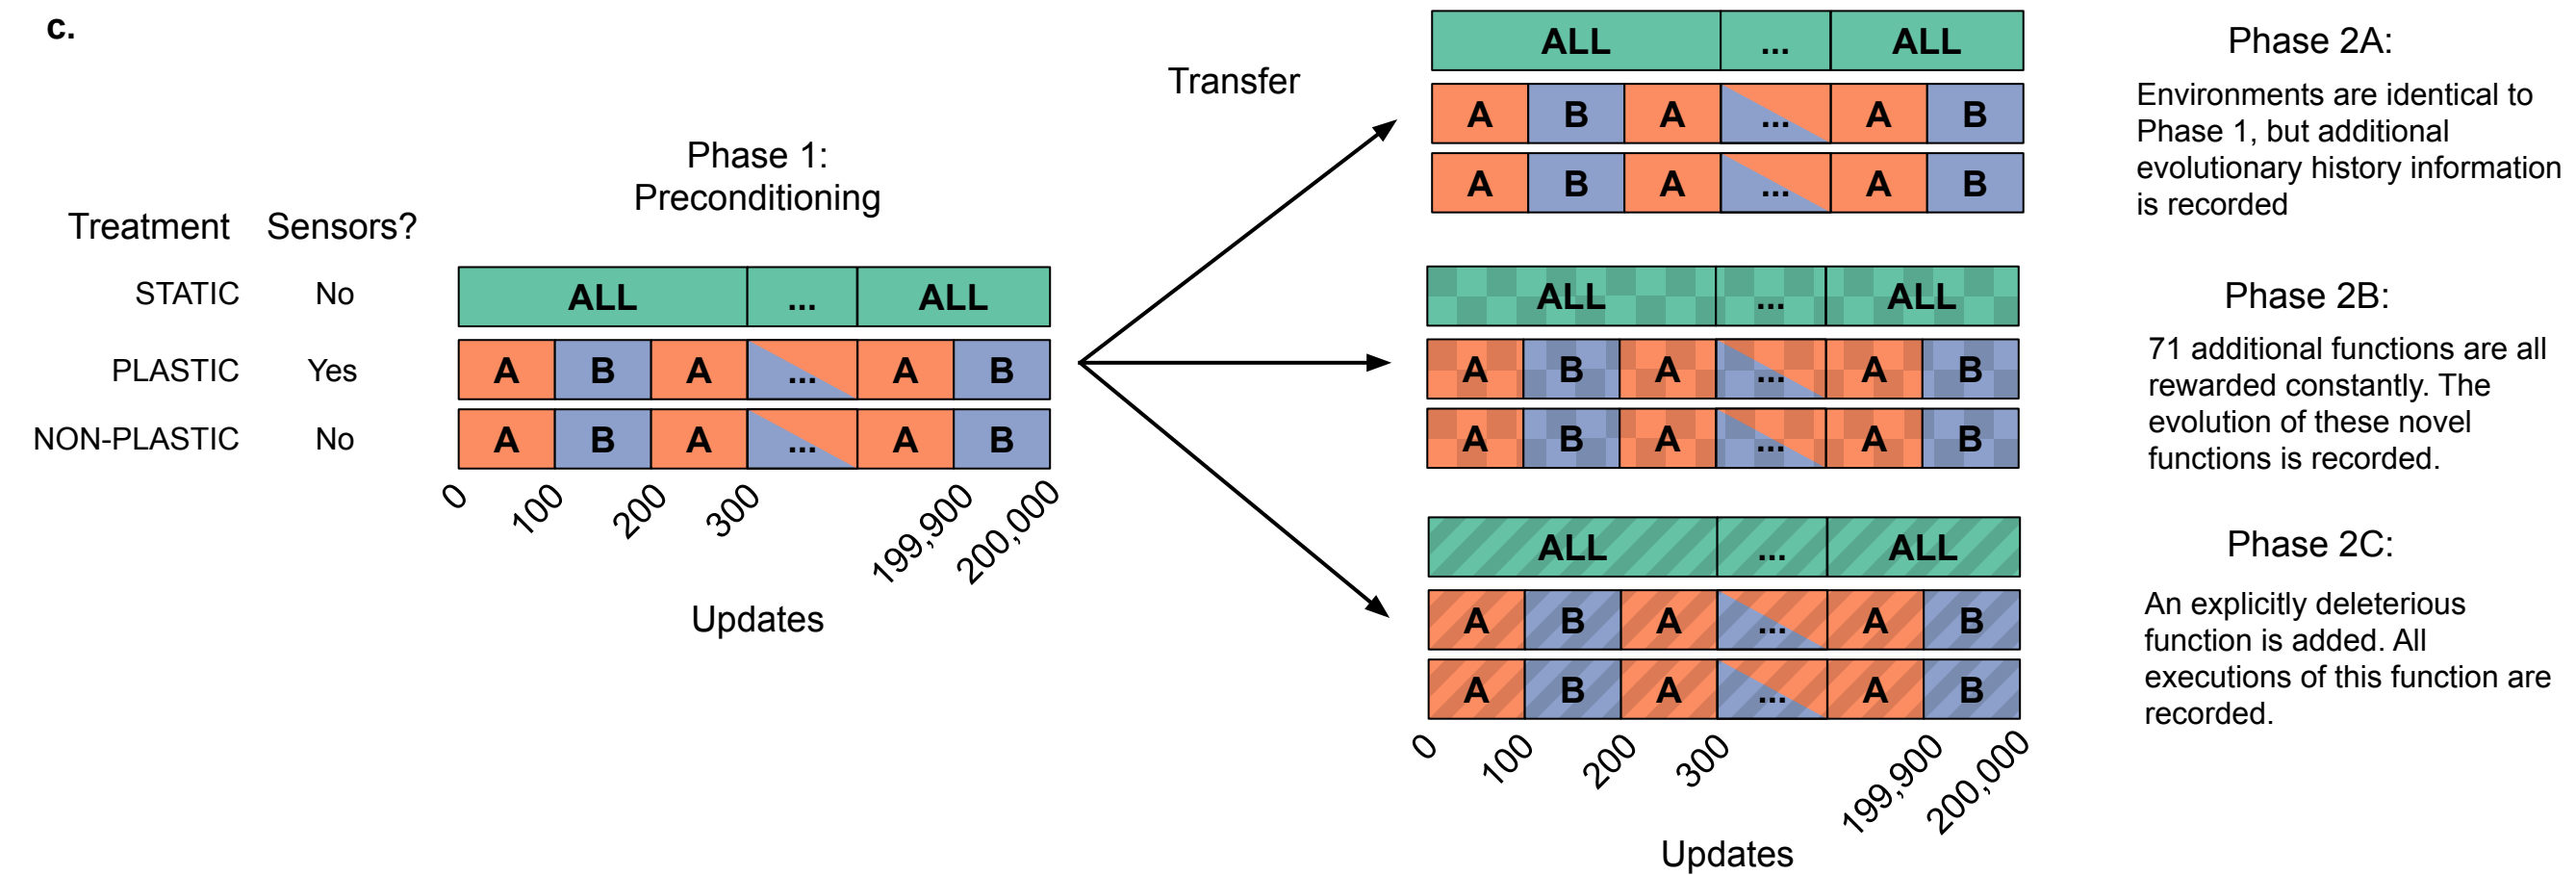 c.
Treatment Sensors?
Phase 1:
Preconditioning
STATIC No ALL ... ALL
PLASTIC Yes A B A ... A B
NON-PLASTIC No A B A ... A B
0 100 200 300 199,900 200,000
Updates
Transfer
ALL ... ALL
A B A ... A B
A B A ... A B
Phase 2A:
Environments are identical to
Phase 1, but additional
evolutionary history information
is recorded
ALL ... ALL
A B A ... A B
A B A ... A B
Phase 2B:
71 additional functions are all
rewarded constantly. The
evolution of these novel
functions is recorded.
ALL ... ALL
A B A ... A B
A B A ... A B
Phase 2C:
An explicitly deleterious
function is added. All
executions of this function are
recorded.
0 100 200 300 199,900 200,000
Updates